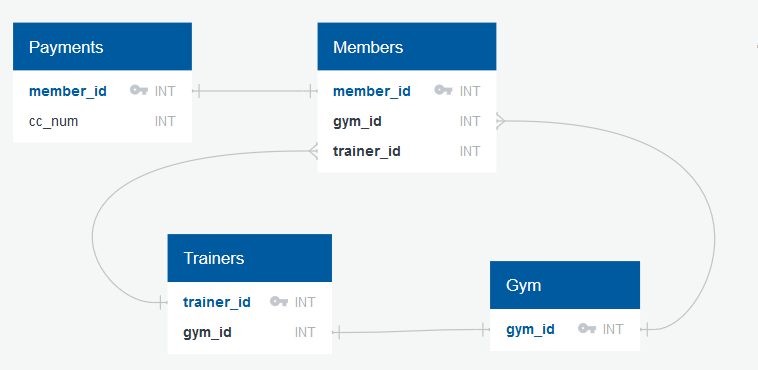 Payments
member_id INT
cc_num INT
Members
member_id INT
gym_id INT
trainer_id INT
Trainers
trainer_id INT
gym_id INT
Gym
gym_id INT